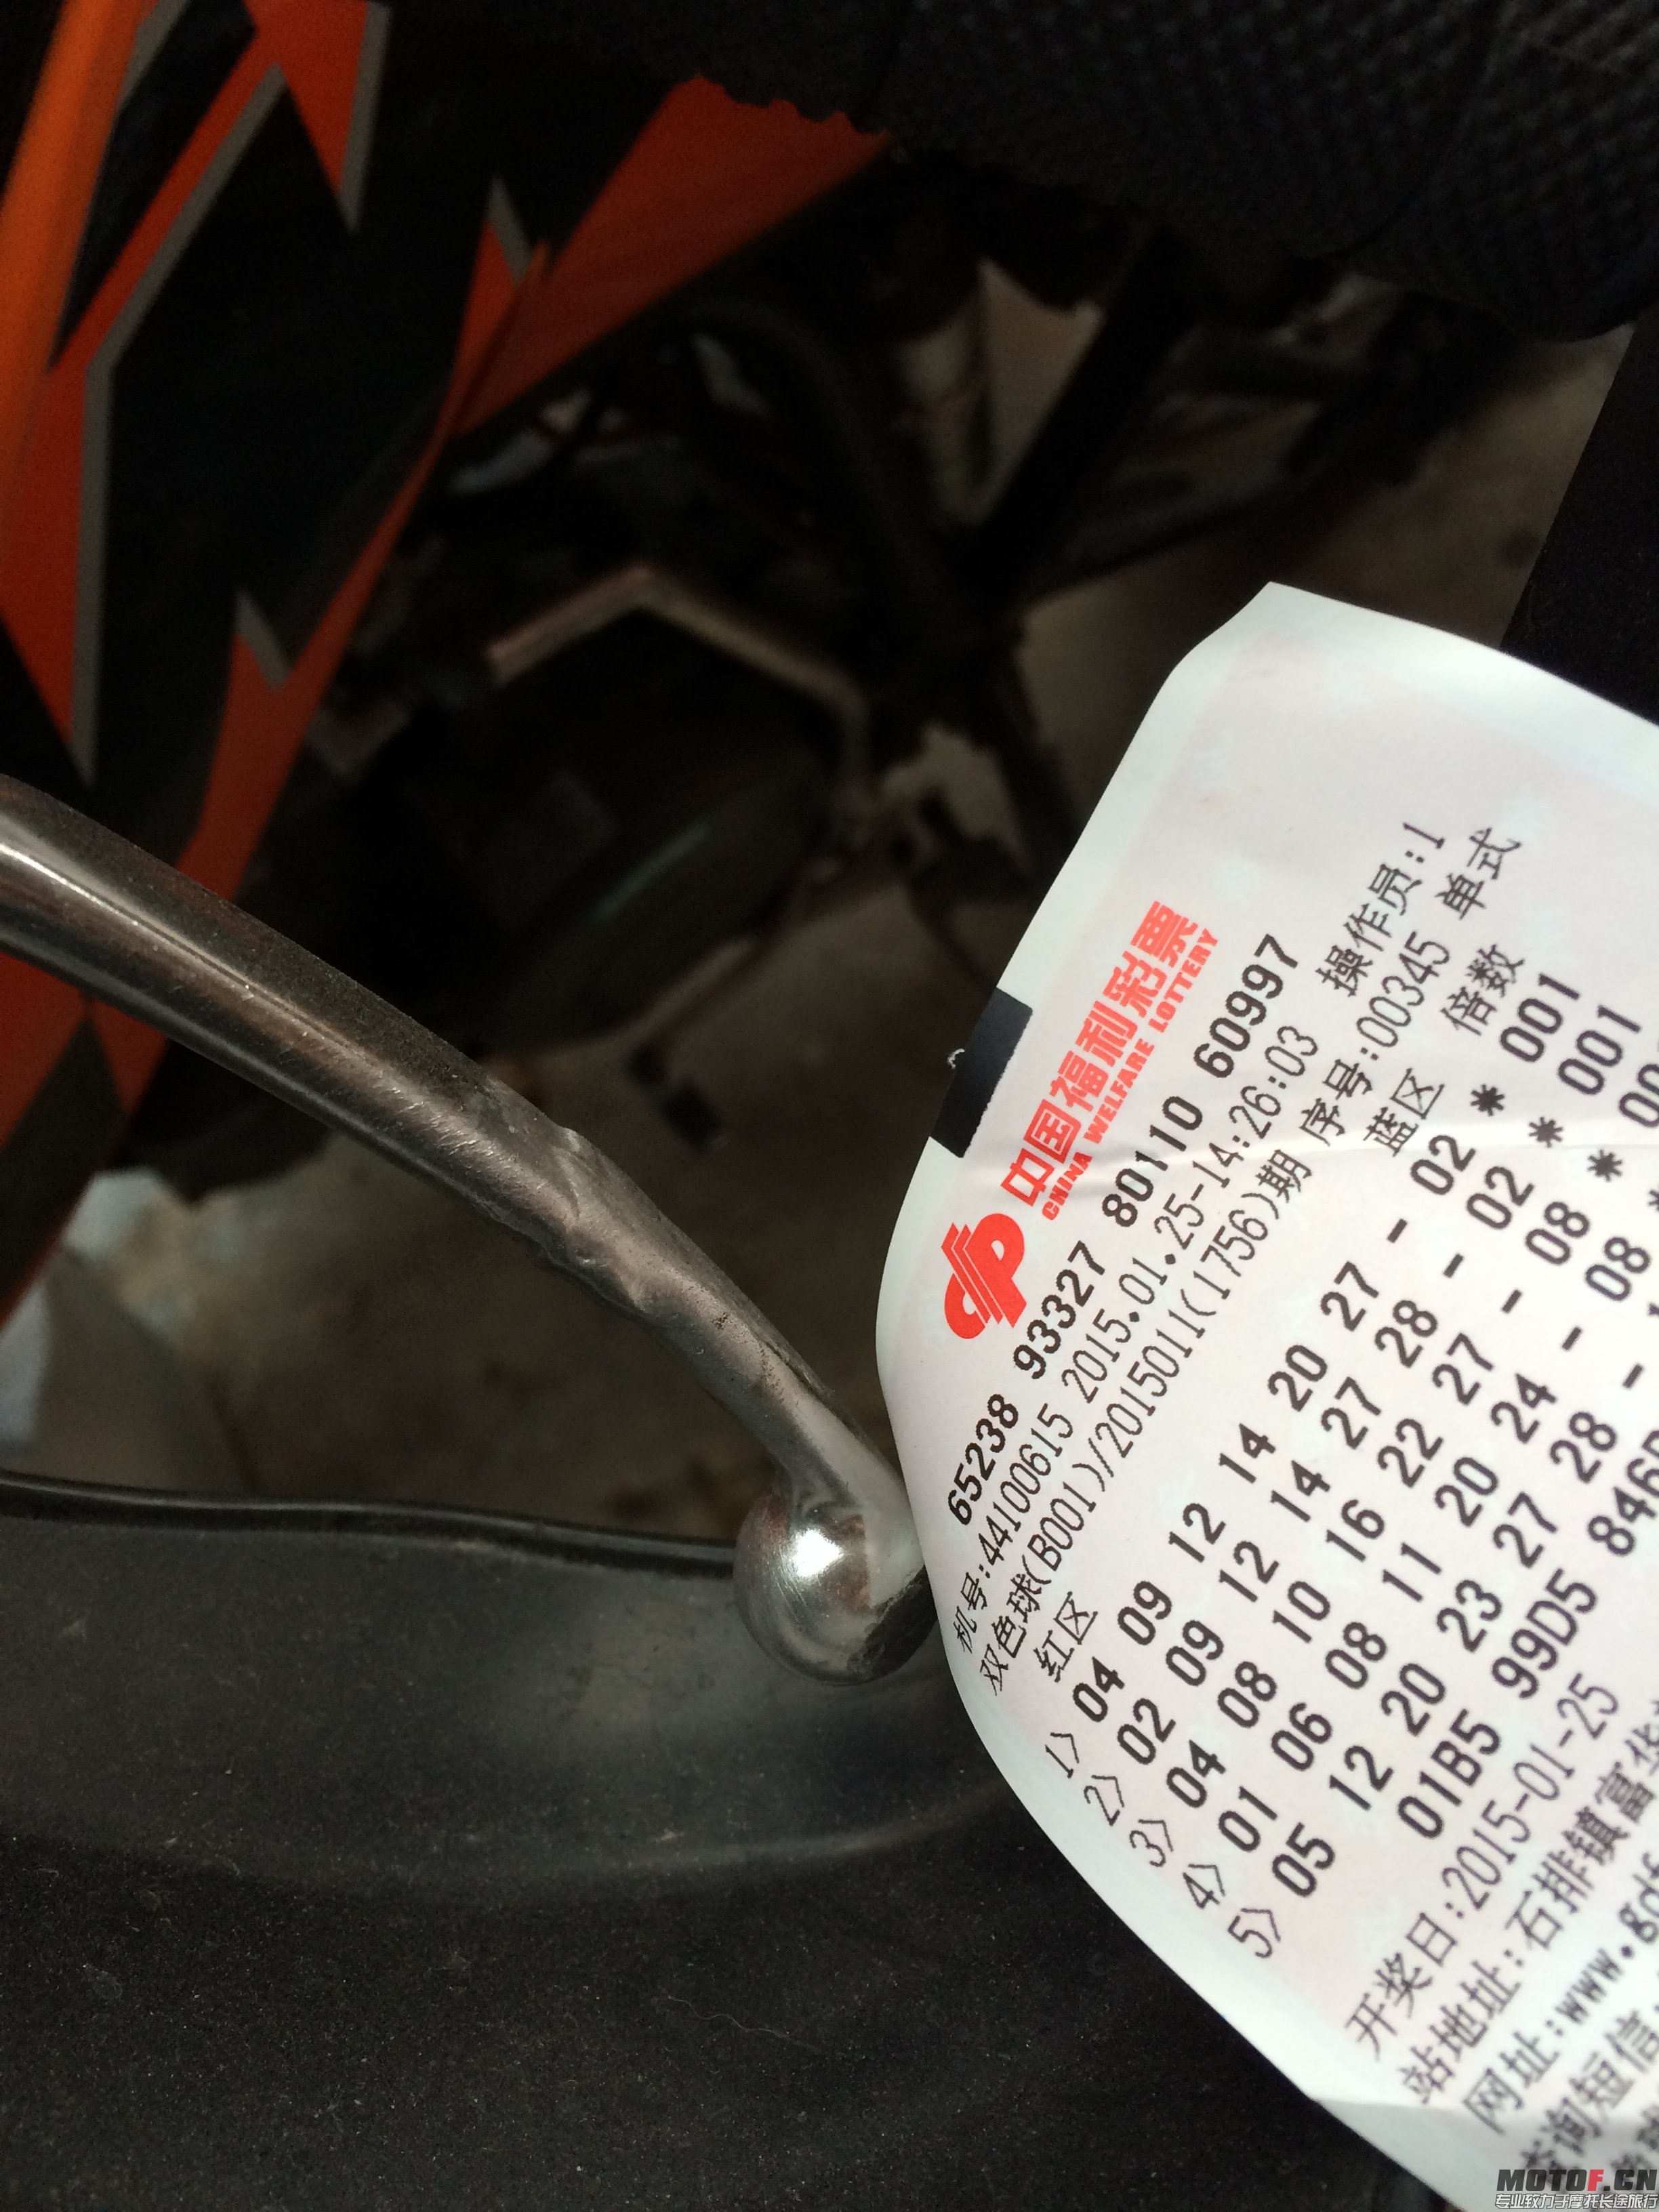 中国福利彩票
CHINA WELFARE LOTTERY
65238 93327 80110 60997
机号:44100615 2015.01.25-14:26:03 操作员:1
双色球(B001)/2015011(1756)期 序号:00345 单式
红区 蓝区 倍数
1> 04 09 12 14 20 27 - 02 * 001
2> 02 09 12 14 27 28 - 02 * 001
3> 04 08 10 16 22 27 - 08 *
4> 01 06 08 11 20 24 - 08
5> 05 12 20 23 27 28 -
01B5 99D5
开奖日:2015-01-25
站地址:石排镇富华
网址:www.gdf
查询短信
MOTOF.CN
专业致力于摩托长途旅行